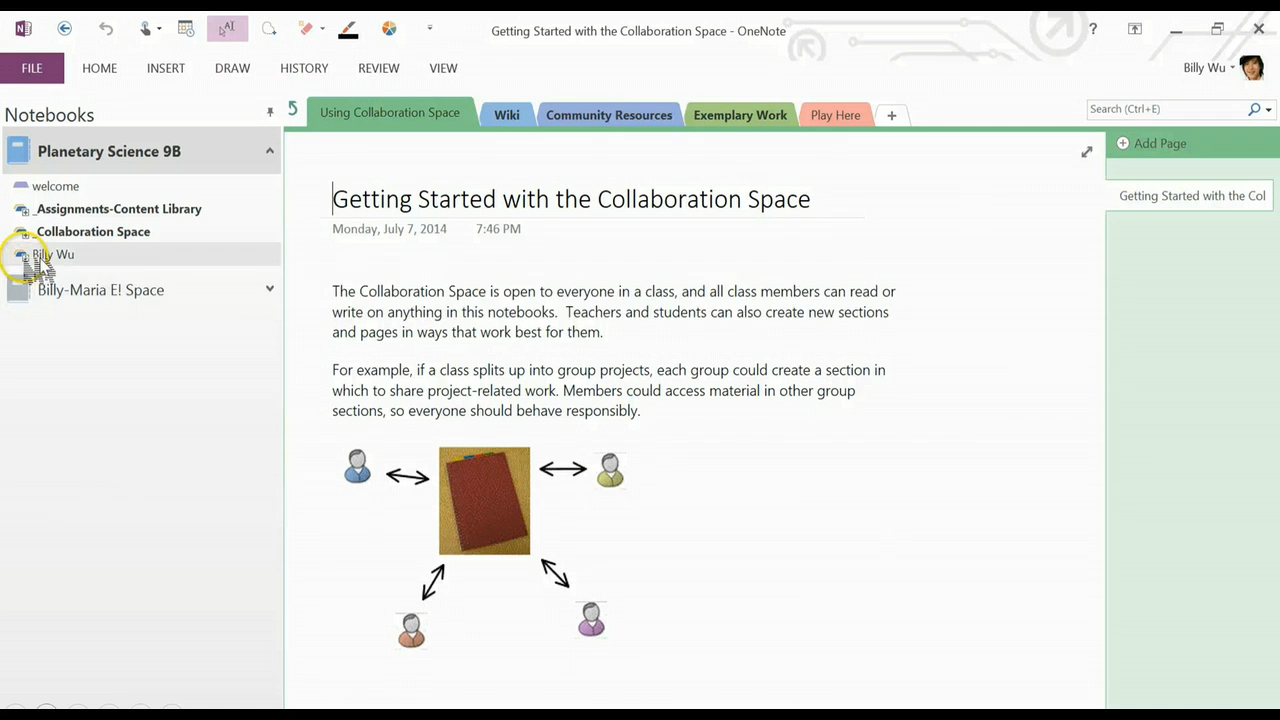 Getting Started with the Collaboration Space - OneNote
?
FILE
HOME
INSERT
DRAW
HISTORY
REVIEW
VIEW
Billy Wu
Notebooks
Planetary Science 9B
welcome
_Assignments-Content Library
_Collaboration Space
Billy Wu
Billy-Maria E! Space
Using Collaboration Space
Wiki
Community Resources
Exemplary Work
Play Here
+
Search (Ctrl+E)
Add Page
Getting Started with the Col
Getting Started with the Collaboration Space
Monday, July 7, 2014 7:46 PM
The Collaboration Space is open to everyone in a class, and all class members can read or
write on anything in this notebooks. Teachers and students can also create new sections
and pages in ways that work best for them.
For example, if a class splits up into group projects, each group could create a section in
which to share project-related work. Members could access material in other group
sections, so everyone should behave responsibly.